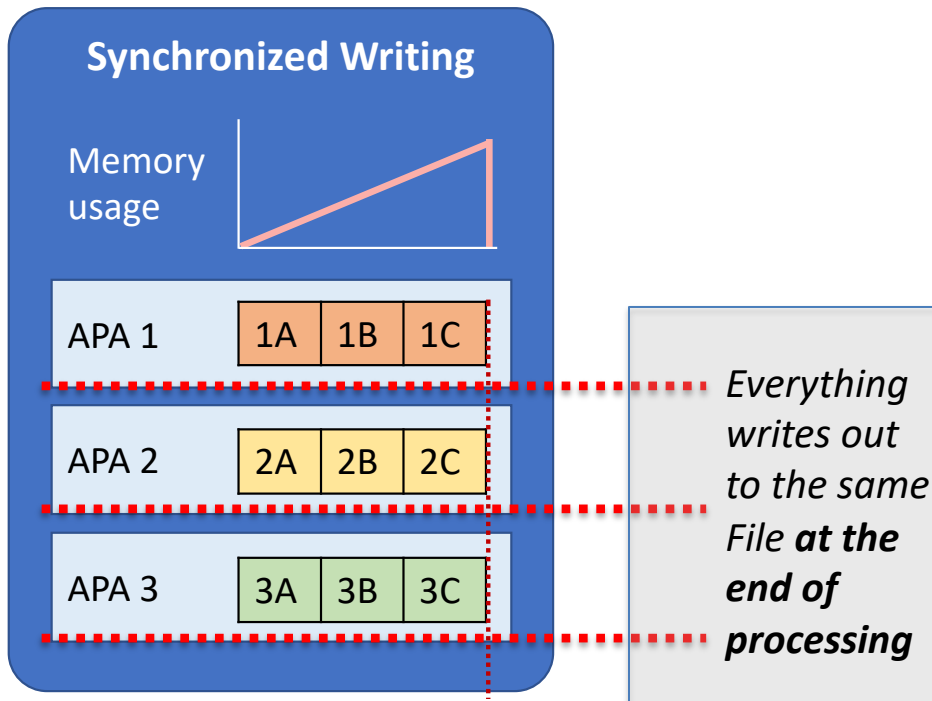 Synchronized Writing
Memory
usage
APA 1
1A 1B 1C
APA 2
2A 2B 2C
APA 3
3A 3B 3C
Everything
writes out
to the same
File at the
end of
processing